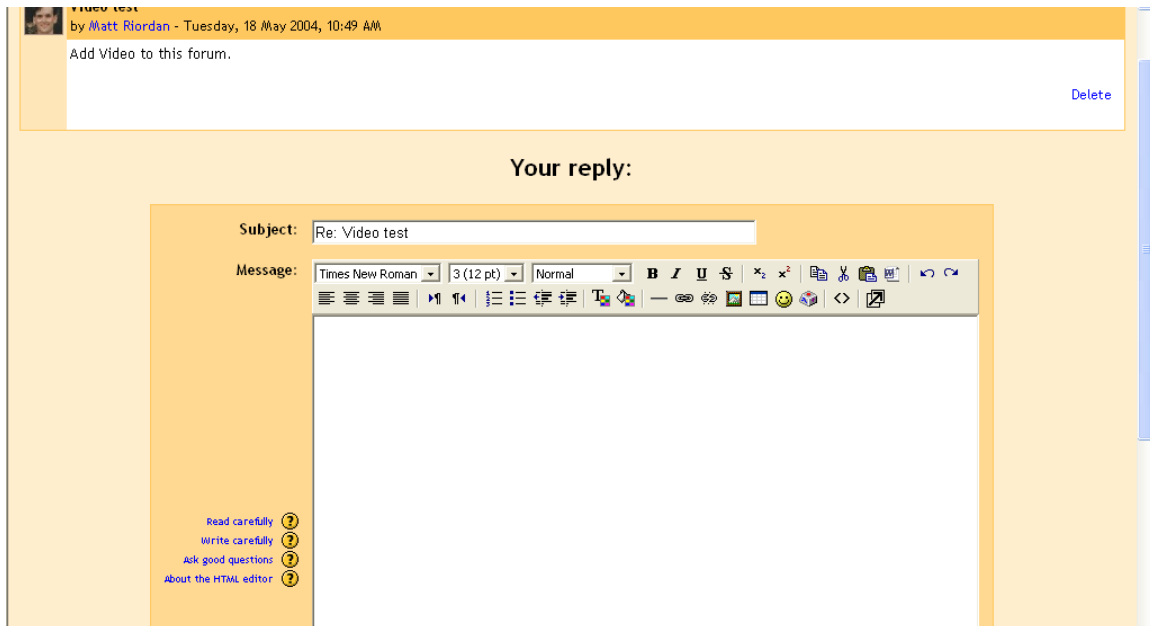 Video test
by Matt Riordan - Tuesday, 18 May 2004, 10:49 AM
Add Video to this forum.
Delete
Your reply:
Subject: Re: Video test
Message: Times New Roman 3 (12 pt) Normal B I U S x₂ x²
Read carefully ?
Write carefully ?
Ask good questions ?
About the HTML editor ?